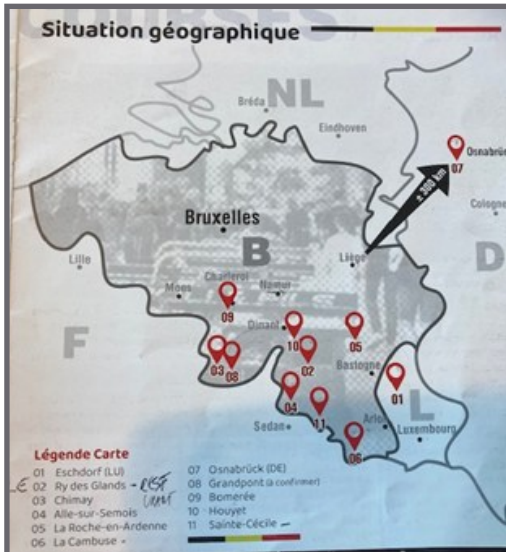 COURSES
Situation géographique
NL
Bréda
Eindhoven
Osnabrück
07
± 300 km
Cologne
Bruxelles
Lille
B
Liège
D
Charleroi
Mons
Namur
09
Dinant
10
05
F
03
08
02
Bastogne
01
04
11
L
Sedan
Arlon
Luxembourg
06
Légende Carte
01 Eschdorf (LU)
02 Ry des Glands -
03 Chimay
04 Alle-sur-Semois
05 La Roche-en-Ardenne
06 La Cambuse -
07 Osnabrück (DE)
08 Grandpont (à confirmer)
09 Bomerée
10 Houyet
11 Sainte-Cécile -